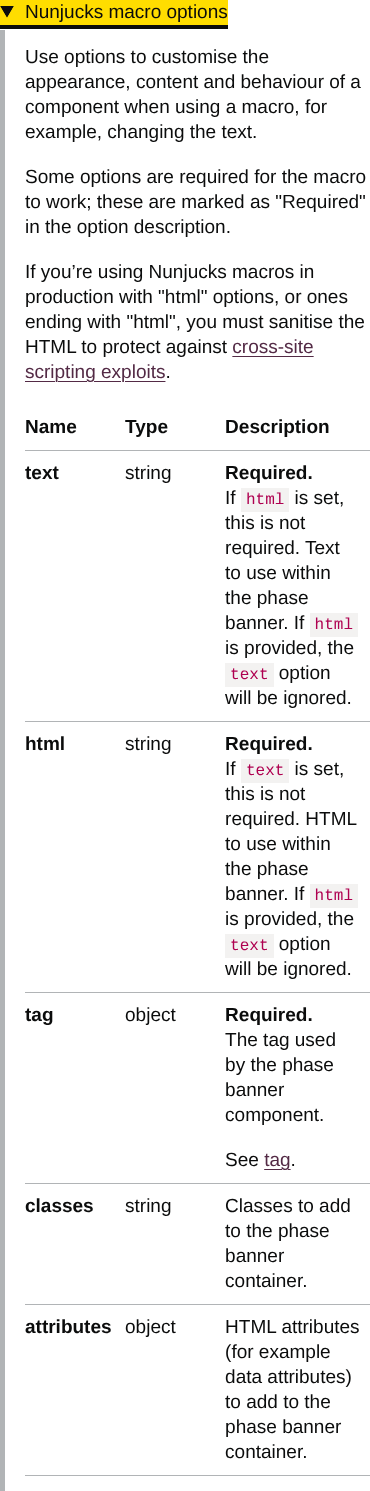 ▼ Nunjucks macro options
Use options to customise the
appearance, content and behaviour of a
component when using a macro, for
example, changing the text.
Some options are required for the macro
to work; these are marked as "Required"
in the option description.
If you’re using Nunjucks macros in
production with "html" options, or ones
ending with "html", you must sanitise the
HTML to protect against cross-site
scripting exploits.
Name Type Description
text string Required.
If html is set,
this is not
required. Text
to use within
the phase
banner. If html
is provided, the
text option
will be ignored.
html string Required.
If text is set,
this is not
required. HTML
to use within
the phase
banner. If html
is provided, the
text option
will be ignored.
tag object Required.
The tag used
by the phase
banner
component.
See tag.
classes string Classes to add
to the phase
banner
container.
attributes object HTML attributes
(for example
data attributes)
to add to the
phase banner
container.